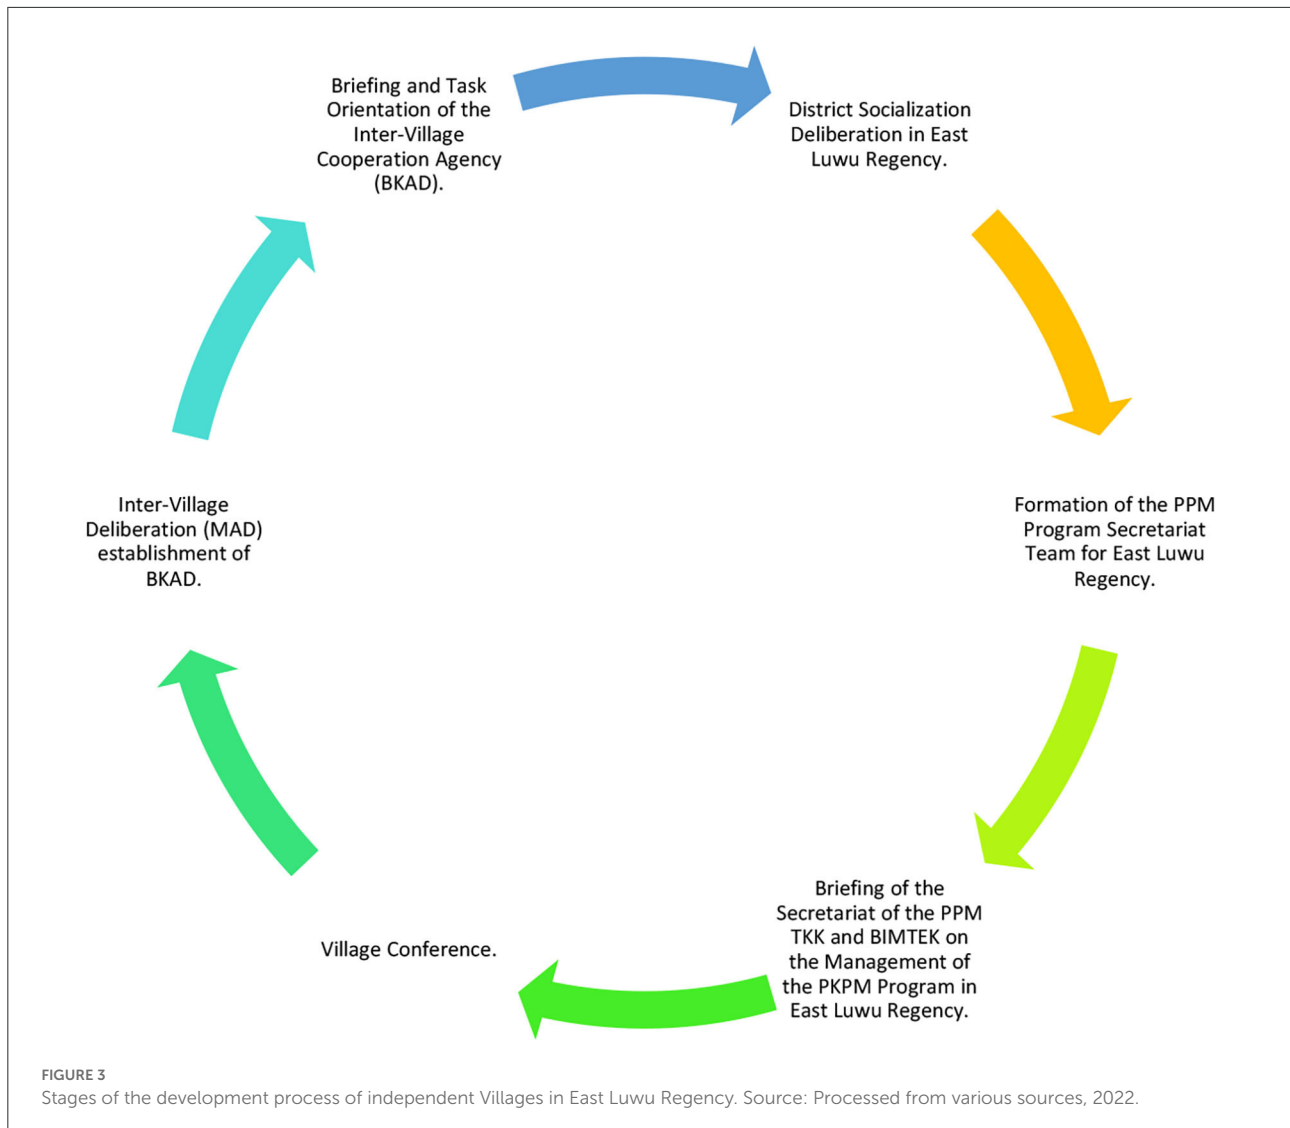 Briefing and Task
Orientation of the
Inter-Village
Cooperation Agency
(BKAD).
District Socialization
Deliberation in East
Luwu Regency.
Formation of the PPM
Program Secretariat
Team for East Luwu
Regency.
Briefing of the
Secretariat of the PPM
TKK and BIMTEK on
the Management of
the PKPM Program in
East Luwu Regency.
Village Conference.
Inter-Village
Deliberation (MAD)
establishment of
BKAD.
FIGURE 3
Stages of the development process of independent Villages in East Luwu Regency. Source: Processed from various sources, 2022.